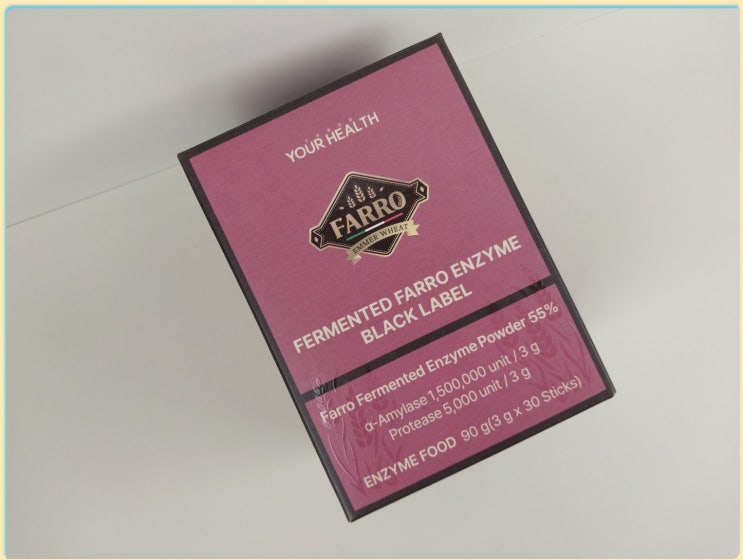 YOUR HEALTH
FARRO
EMMER WHEAT
FERMENTED FARRO ENZYME
BLACK LABEL
Farro Fermented Enzyme Powder 55%
α-Amylase 1,500,000 unit / 3 g
Protease 5,000 unit / 3 g
ENZYME FOOD 90 g(3 g x 30 Sticks)